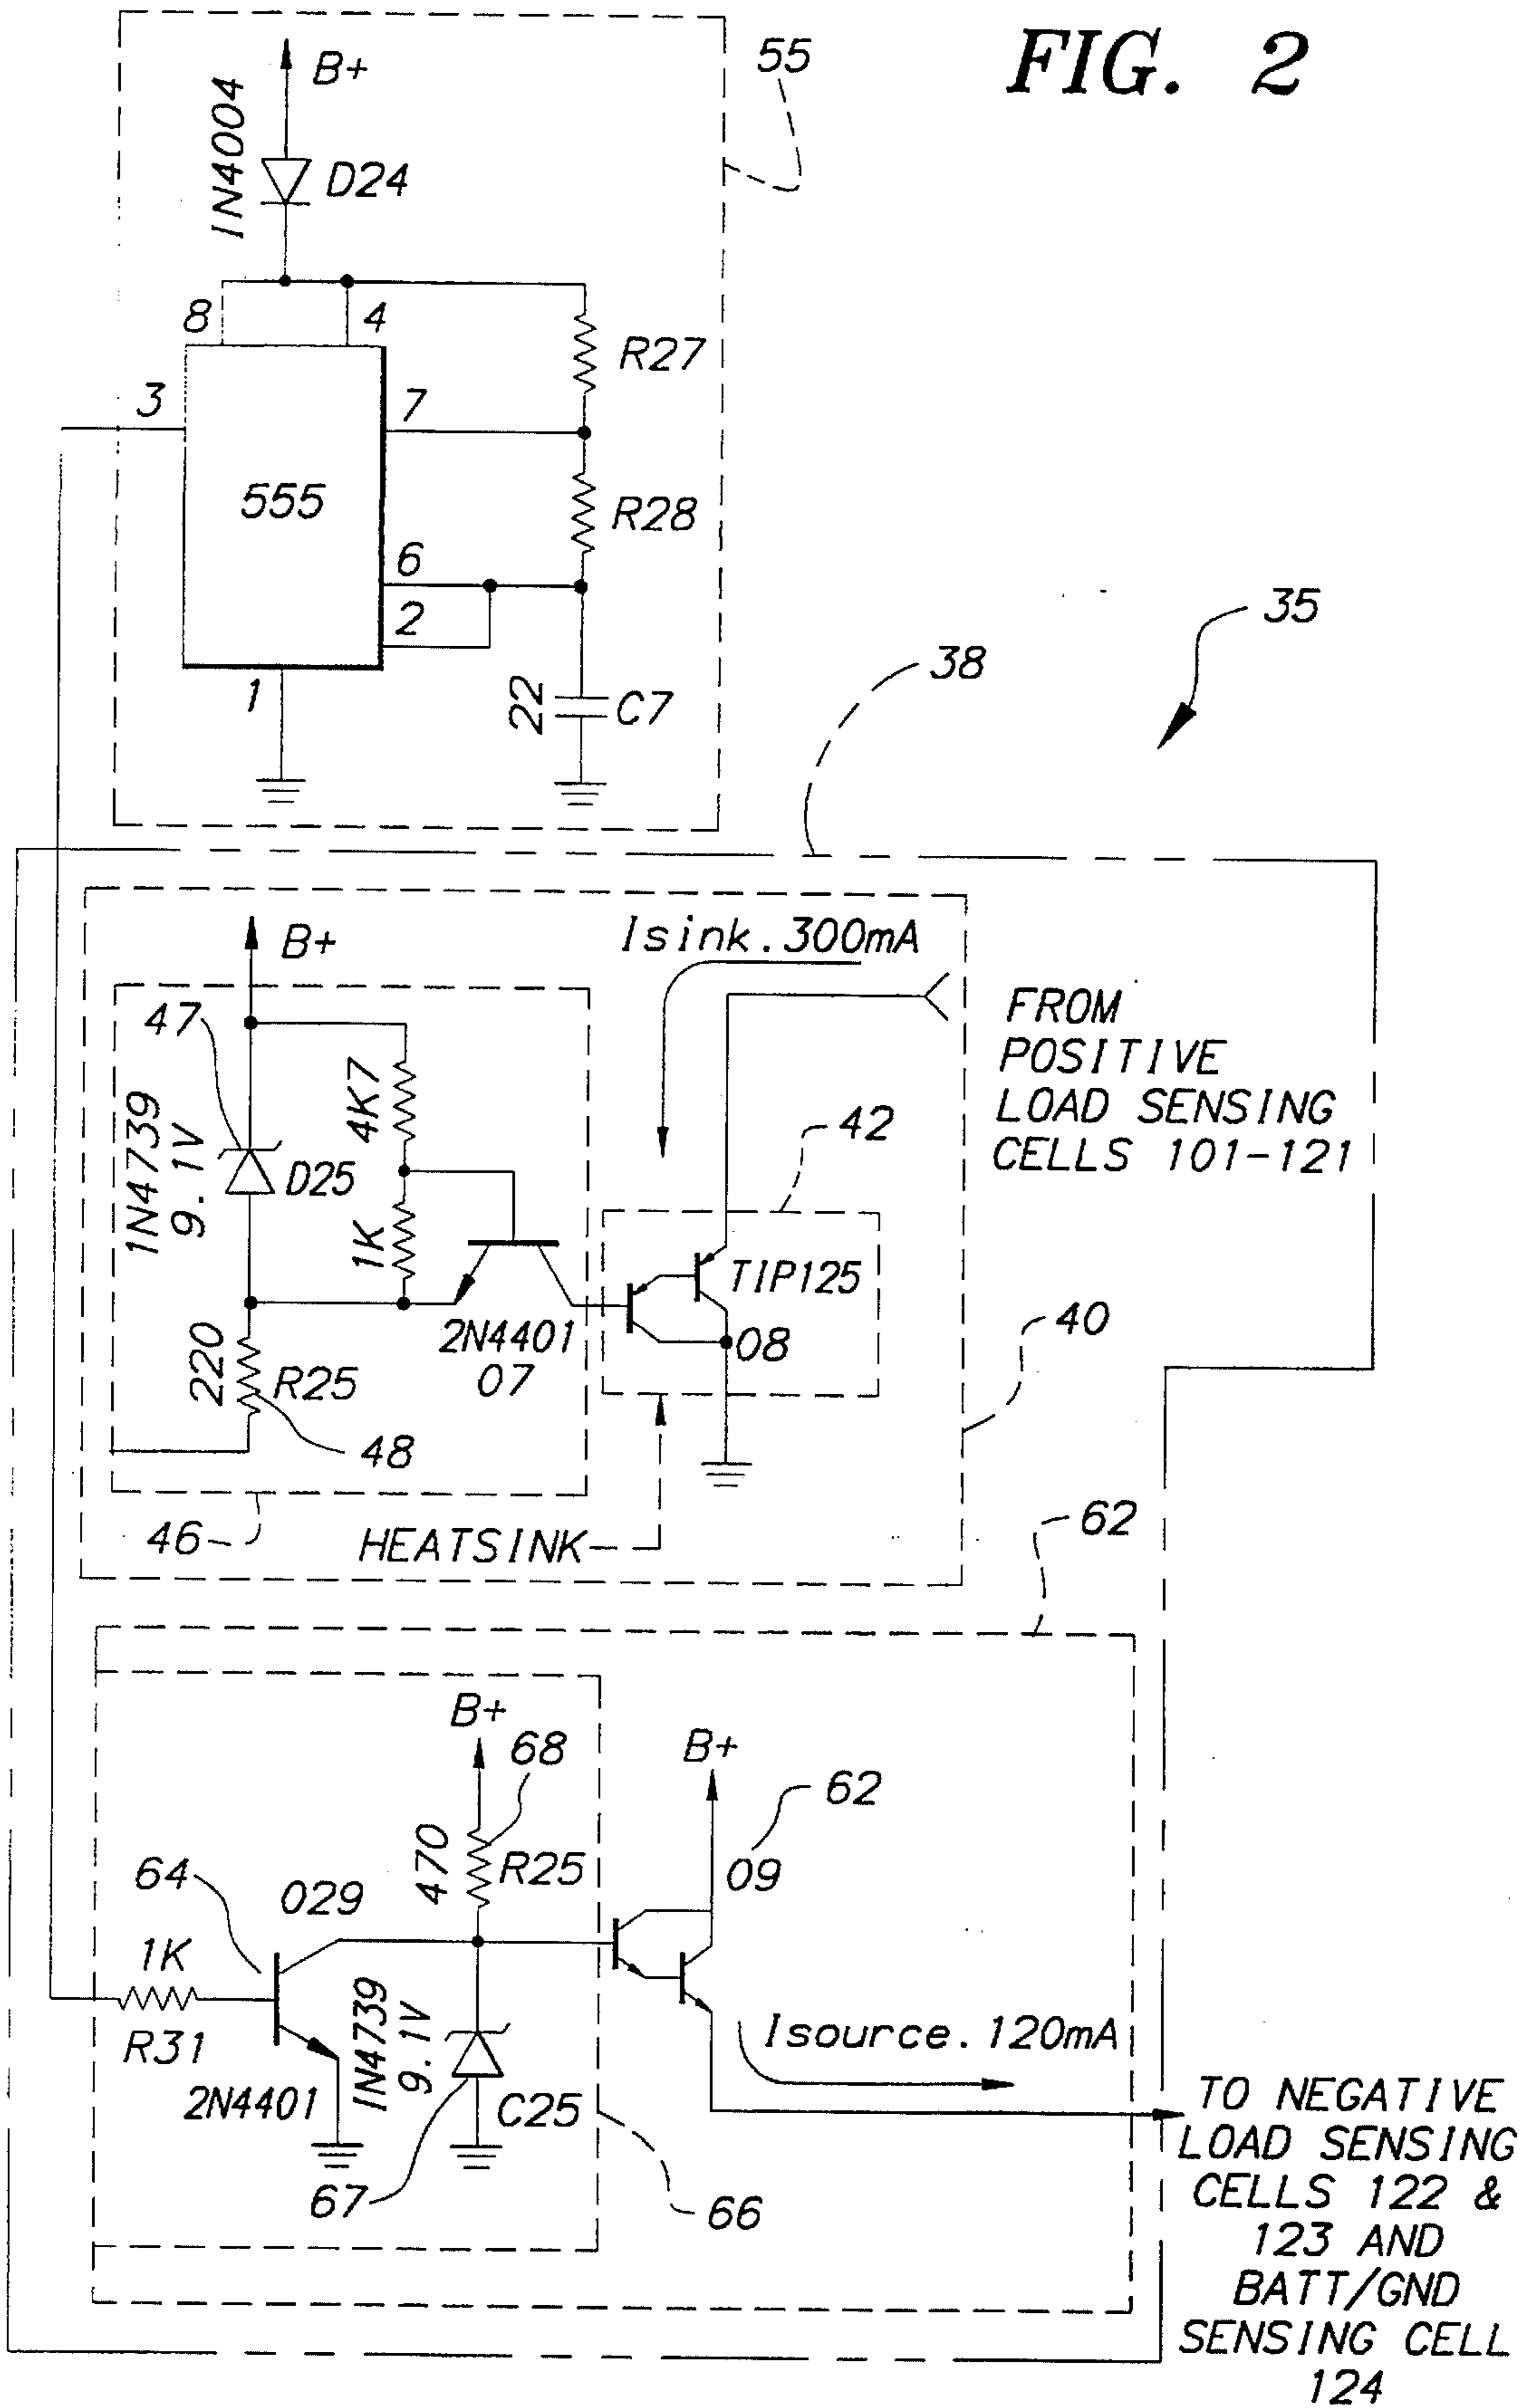 FIG. 2
55
B+
1N4004
D24
8
4
R27
3
7
555
R28
6
2
1
22
C7
35
38
B+
Isink. 300mA
FROM
POSITIVE
LOAD SENSING
CELLS 101-121
47
4K7
1N4739
9.1V
D25
42
1K
TIP125
2N4401
07
08
40
220
R25
48
46
HEATSINK
62
B+
68
B+
62
470
R25
09
64
029
1K
R31
2N4401
1N4739
9.1V
C25
Isource. 120mA
67
66
TO NEGATIVE
LOAD SENSING
CELLS 122 &
123 AND
BATT/GND
SENSING CELL
124